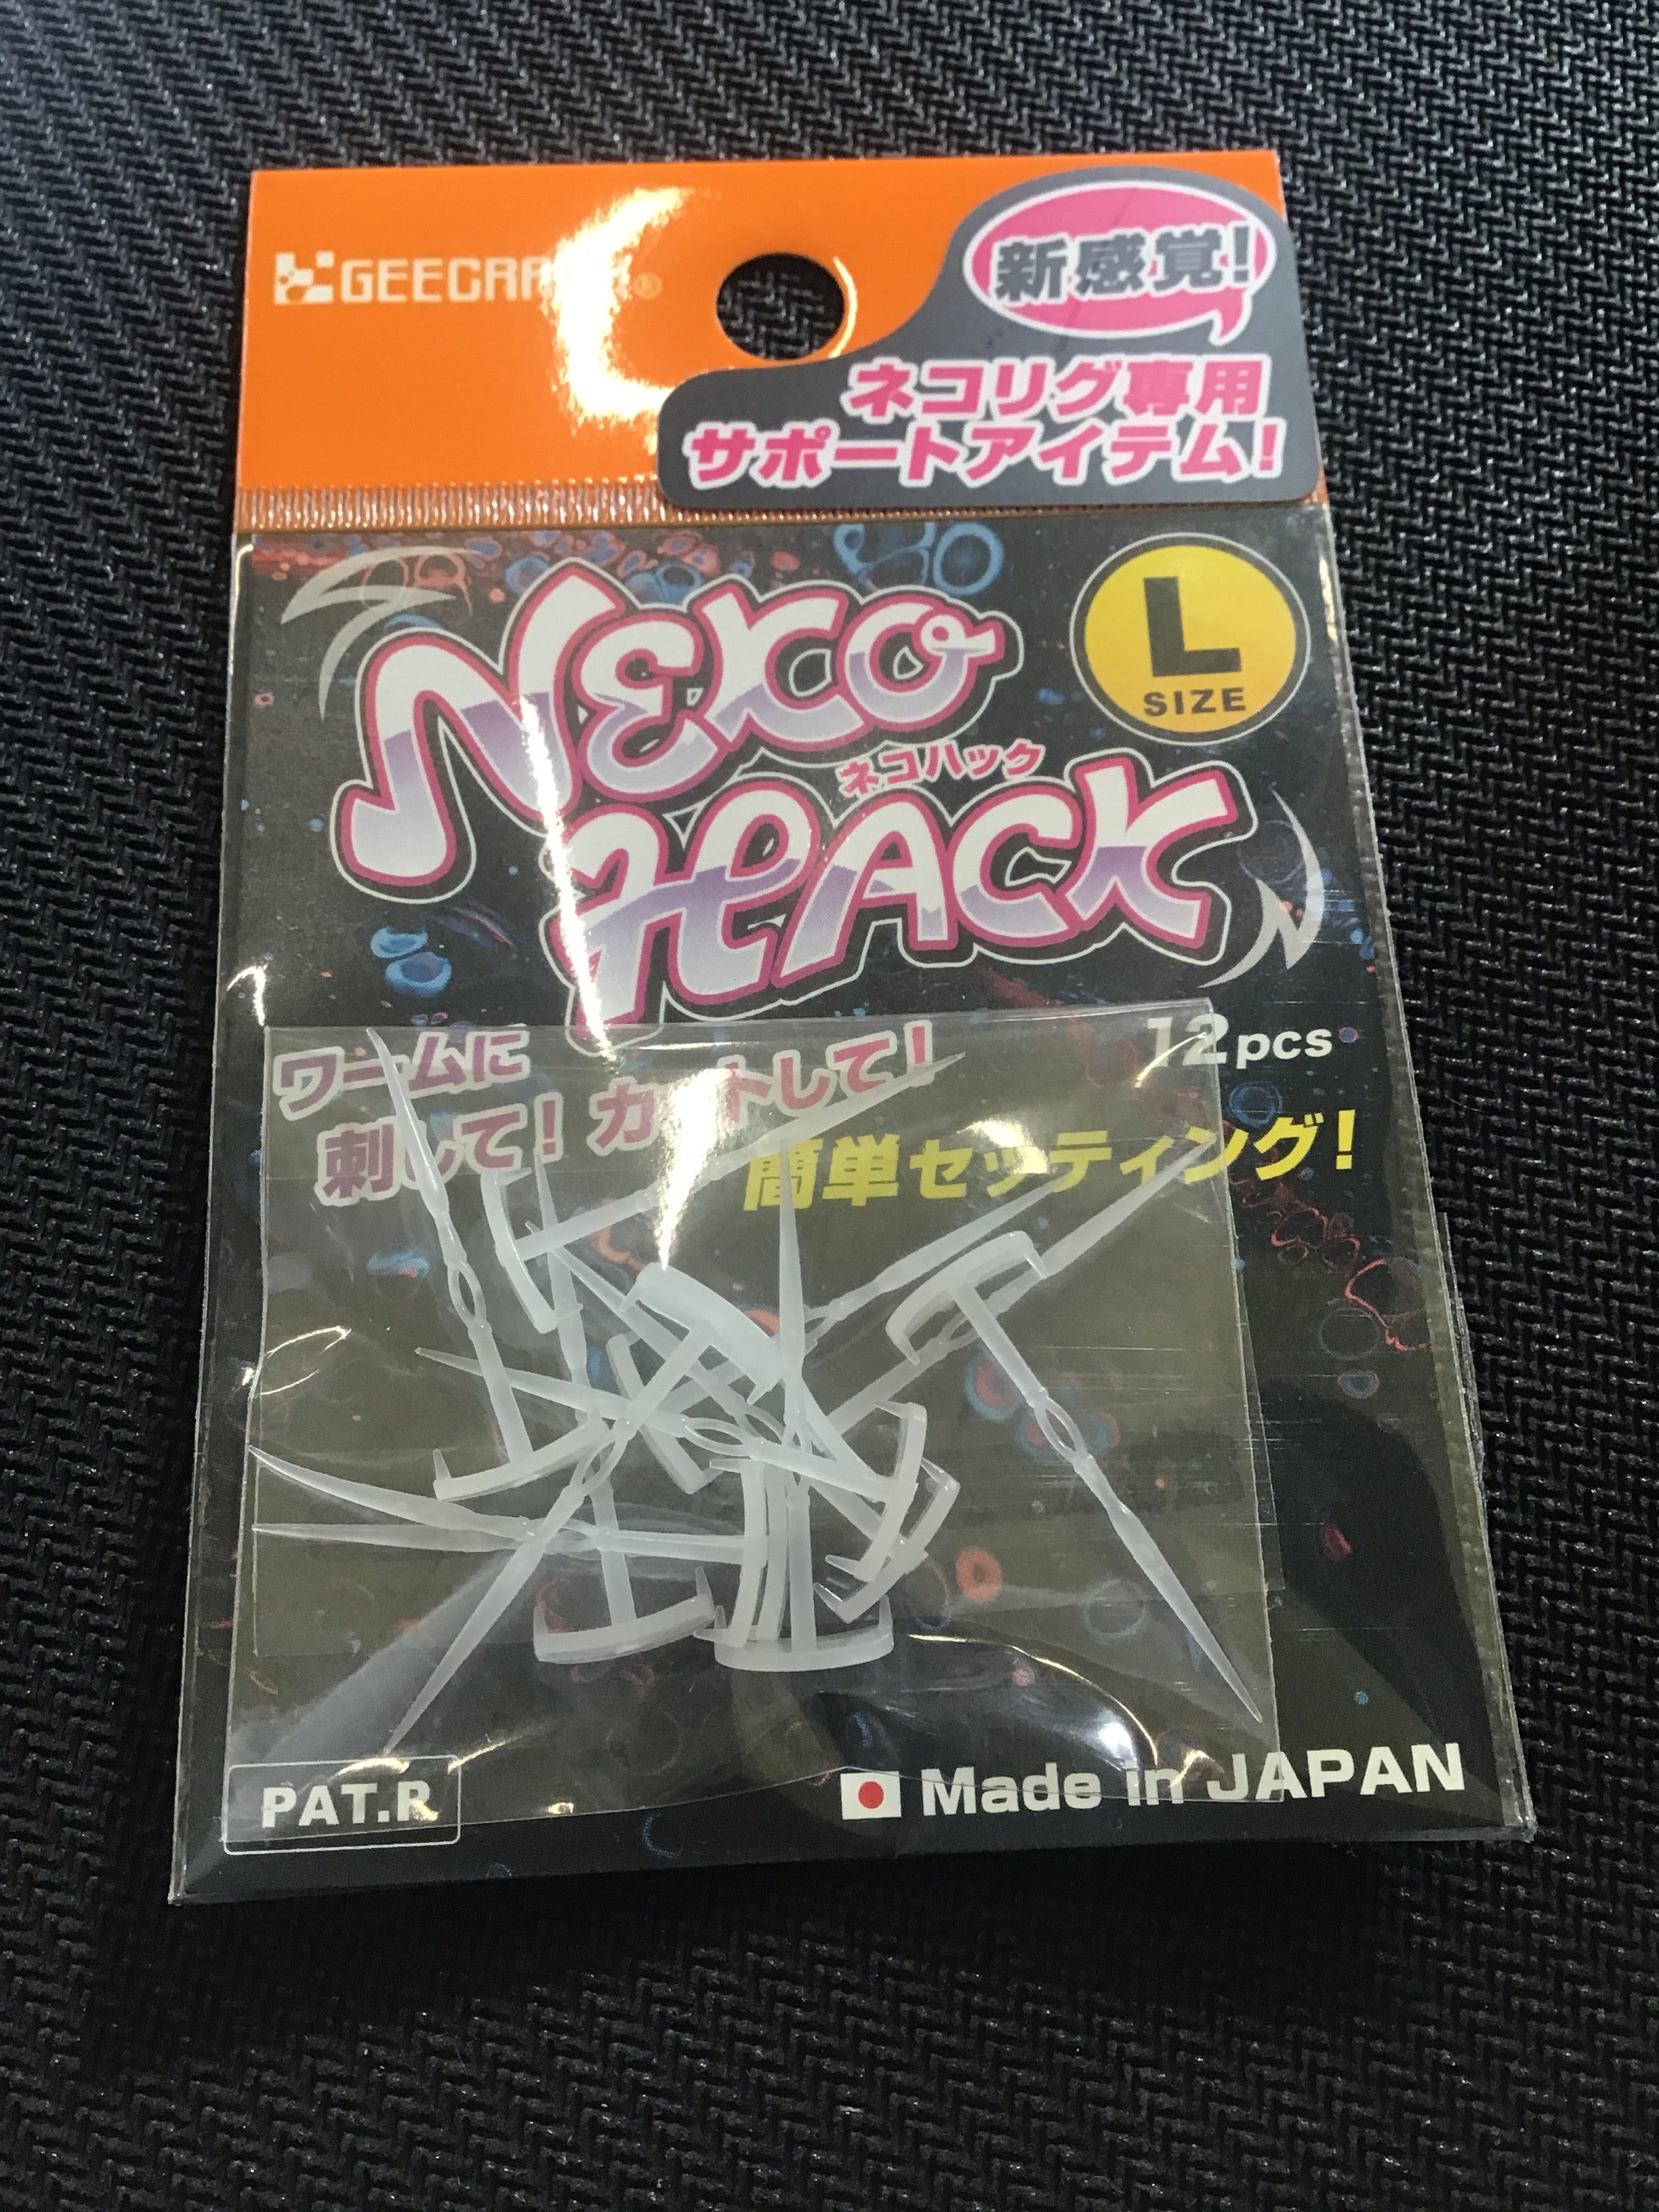 新感覚!
ネコリグ専用
サポートアイテム!
NEKO
ネコハック
HACK
L
SIZE
12pcs
ワームに
刺して! カットして!
簡単セッティング!
PAT.P
Made in JAPAN